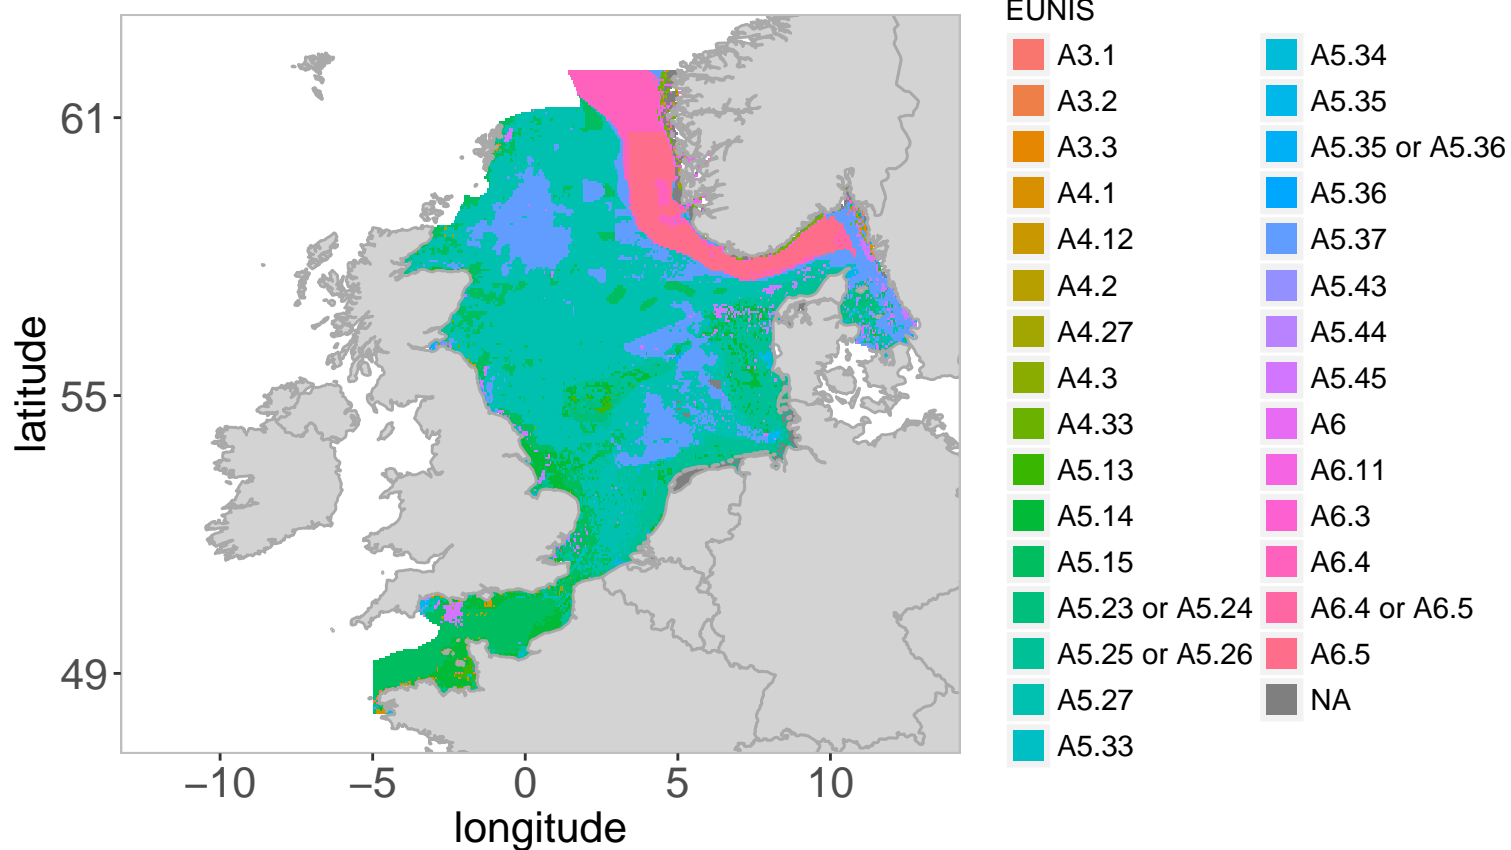 EUNIS
A3.1
A3.2
A3.3
A4.1
A4.12
A4.2
A4.27
A4.3
A4.33
A5.13
A5.14
A5.15
A5.23 or A5.24
A5.25 or A5.26
A5.27
A5.33
A5.34
A5.35
A5.35 or A5.36
A5.36
A5.37
A5.43
A5.44
A5.45
A6
A6.11
A6.3
A6.4
A6.4 or A6.5
A6.5
NA
latitude
61
55
49
−10
−5
0
5
10
longitude